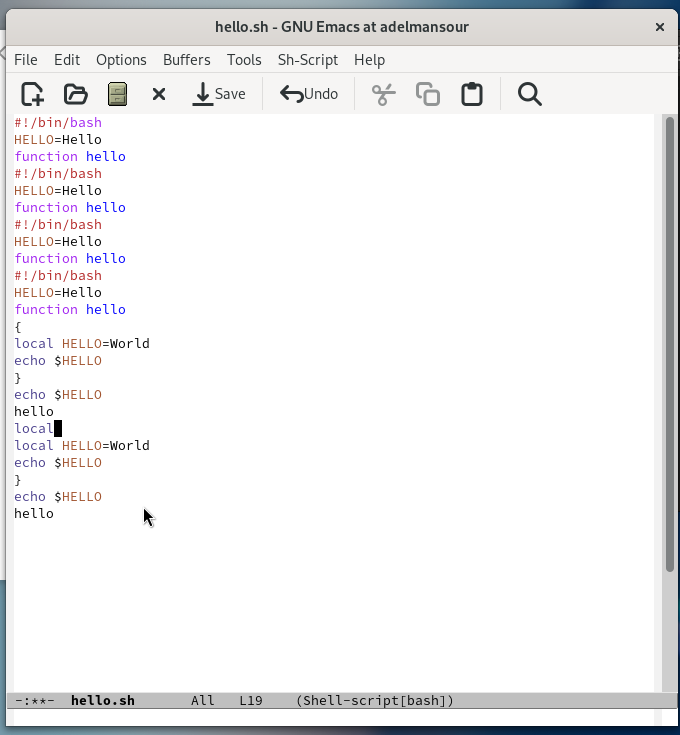 hello.sh - GNU Emacs at adelmansour
File Edit Options Buffers Tools Sh-Script Help
Save Undo
#!/bin/bash
HELLO=Hello
function hello
#!/bin/bash
HELLO=Hello
function hello
#!/bin/bash
HELLO=Hello
function hello
#!/bin/bash
HELLO=Hello
function hello
{
local HELLO=World
echo $HELLO
}
echo $HELLO
hello
local
local HELLO=World
echo $HELLO
}
echo $HELLO
hello
-:**- hello.sh All L19 (Shell-script[bash])